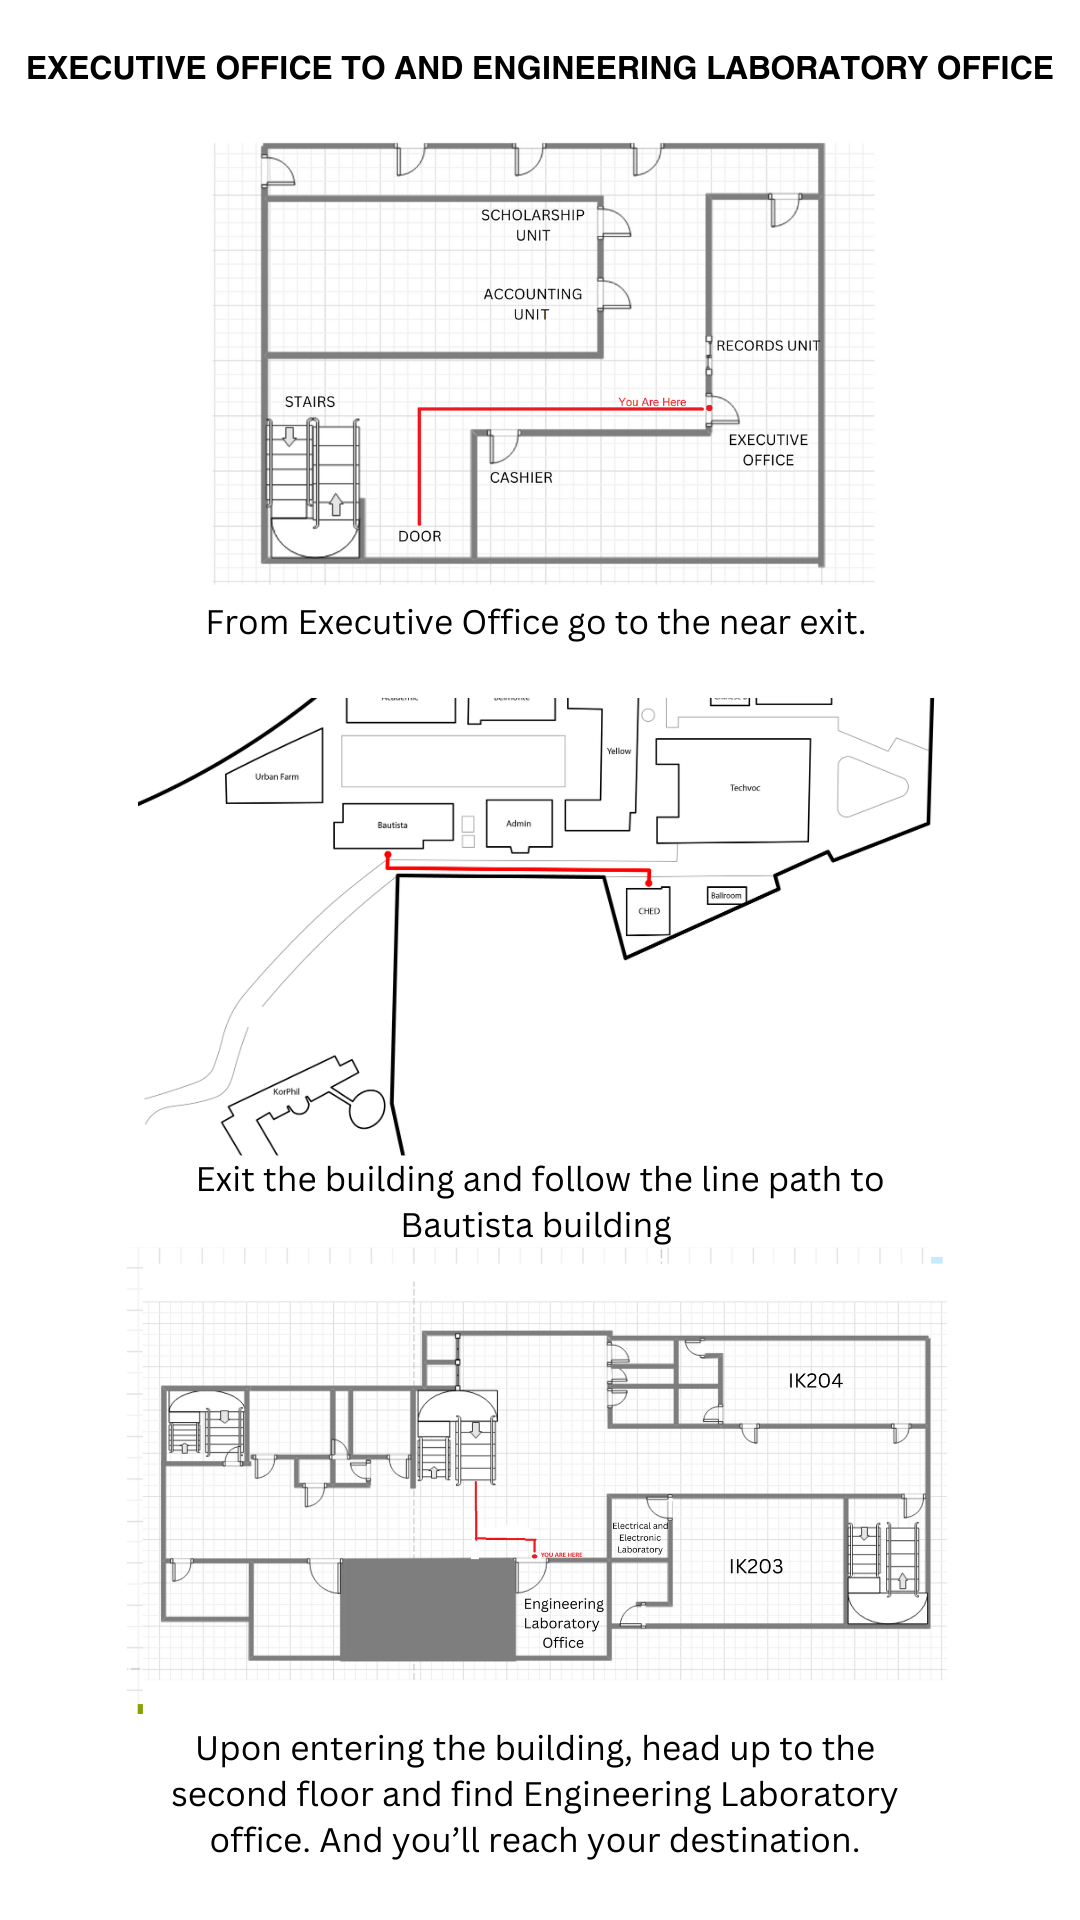 EXECUTIVE OFFICE TO AND ENGINEERING LABORATORY OFFICE
SCHOLARSHIP
UNIT
ACCOUNTING
UNIT
RECORDS UNIT
STAIRS
You Are Here
EXECUTIVE
OFFICE
CASHIER
DOOR
From Executive Office go to the near exit.
Academic
Belmonte
Yellow
Urban Farm
Techvoc
Bautista
Admin
Ballroom
CHED
KorPhil
Exit the building and follow the line path to
Bautista building
IK204
Electrical and
Electronic
Laboratory
YOU ARE HERE
IK203
Engineering
Laboratory
Office
Upon entering the building, head up to the
second floor and find Engineering Laboratory
office. And you’ll reach your destination.